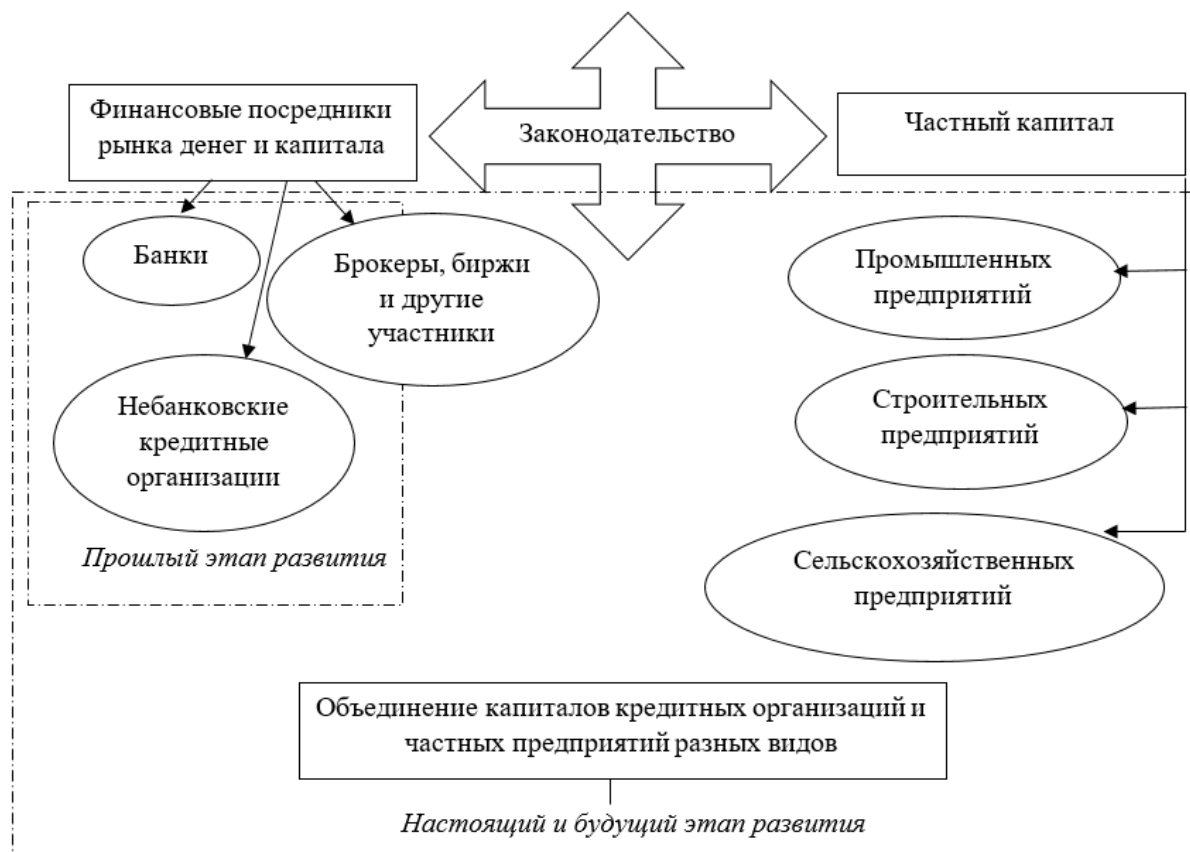 Финансовые посредники
рынка денег и капитала
Законодательство
Частный капитал
Банки
Брокеры, биржи
и другие
участники
Небанковские
кредитные
организации
Прошлый этап развития
Промышленных
предприятий
Строительных
предприятий
Сельскохозяйственных
предприятий
Объединение капиталов кредитных организаций и
частных предприятий разных видов
Настоящий и будущий этап развития